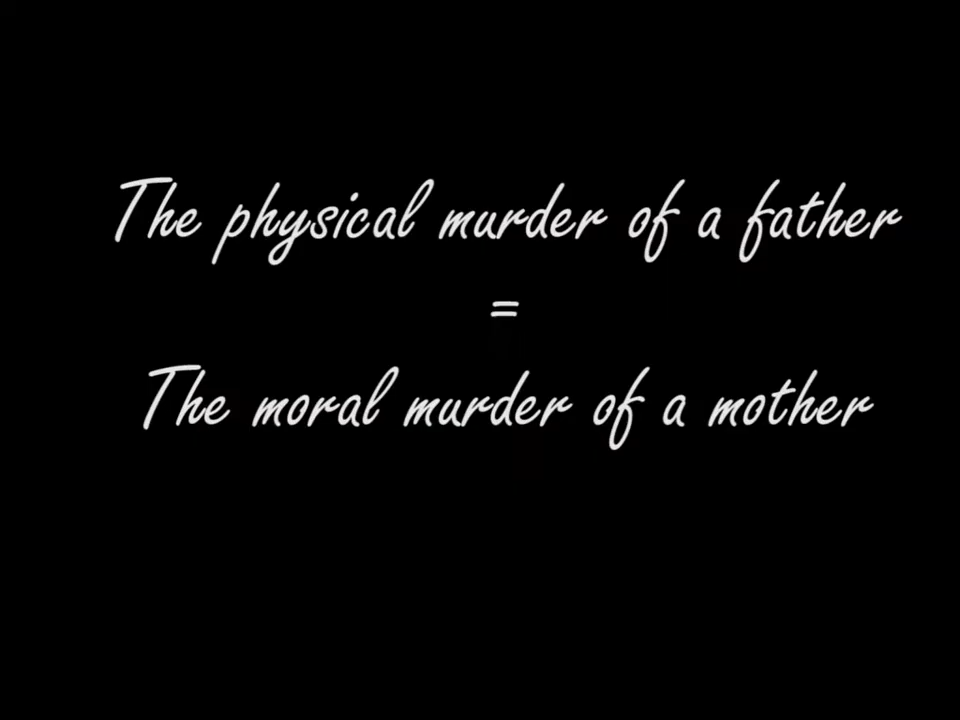 The physical murder of a father
=
The moral murder of a mother